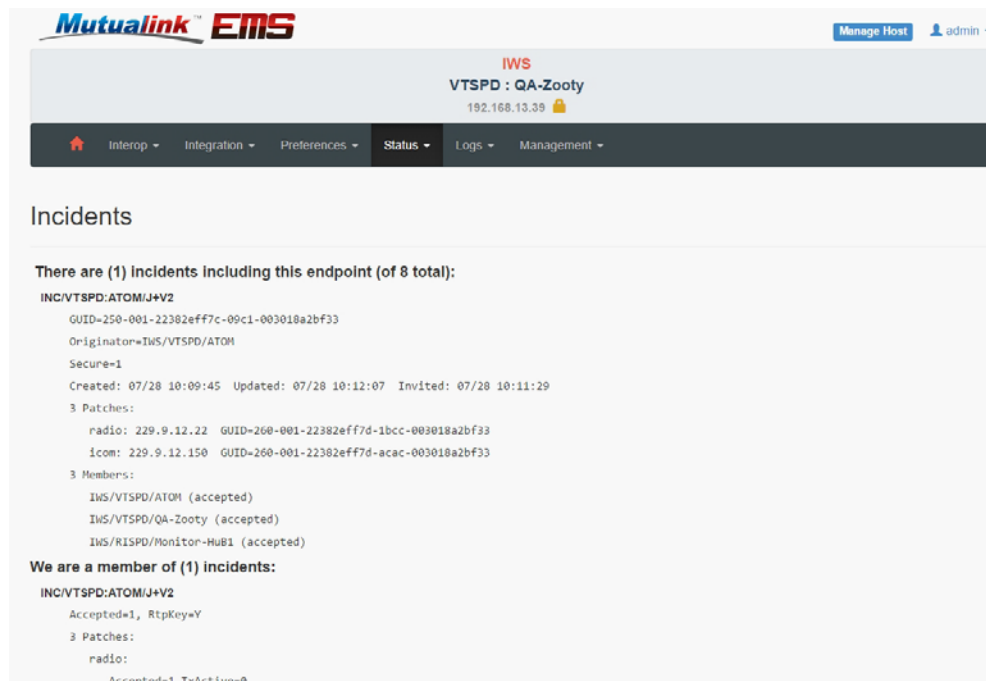 Mutualink™ EMS
Manage Host admin
IWS
VTSPD : QA-Zooty
192.168.13.39
Interop Integration Preferences Status Logs Management
Incidents
There are (1) incidents including this endpoint (of 8 total):
INC/VTSPD:ATOM/J+V2
GUID=250-001-22382eff7c-09c1-003018a2bf33
Originator=IWS/VTSPD/ATOM
Secure=1
Created: 07/28 10:09:45 Updated: 07/28 10:12:07 Invited: 07/28 10:11:29
3 Patches:
radio: 229.9.12.22 GUID=260-001-22382eff7d-1bcc-003018a2bf33
icom: 229.9.12.150 GUID=260-001-22382eff7d-acac-003018a2bf33
3 Members:
IWS/VTSPD/ATOM (accepted)
IWS/VTSPD/QA-Zooty (accepted)
IWS/RISPD/Monitor-HuB1 (accepted)
We are a member of (1) incidents:
INC/VTSPD:ATOM/J+V2
Accepted=1, RtpKey=Y
3 Patches:
radio:
Accepted=1 TxActive=0